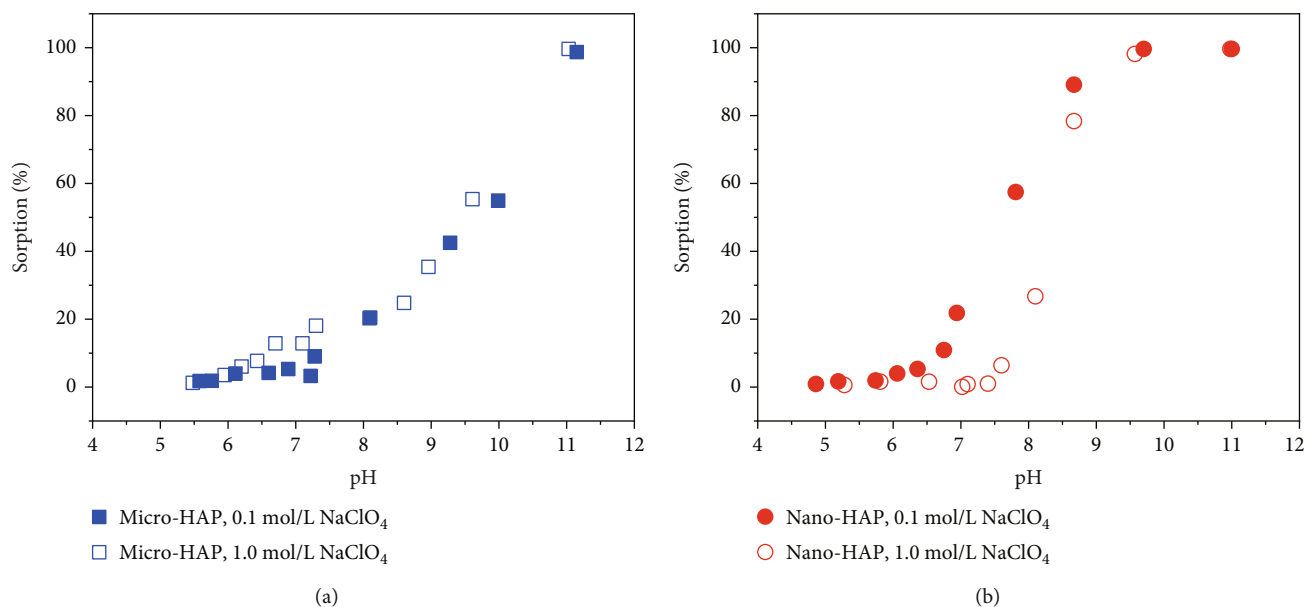 100
80
60
40
20
0
Sorption (%)
4 5 6 7 8 9 10 11 12
pH
Micro-HAP, 0.1 mol/L NaClO₄
Micro-HAP, 1.0 mol/L NaClO₄
(a)
100
80
60
40
20
0
Sorption (%)
4 5 6 7 8 9 10 11 12
pH
Nano-HAP, 0.1 mol/L NaClO₄
Nano-HAP, 1.0 mol/L NaClO₄
(b)